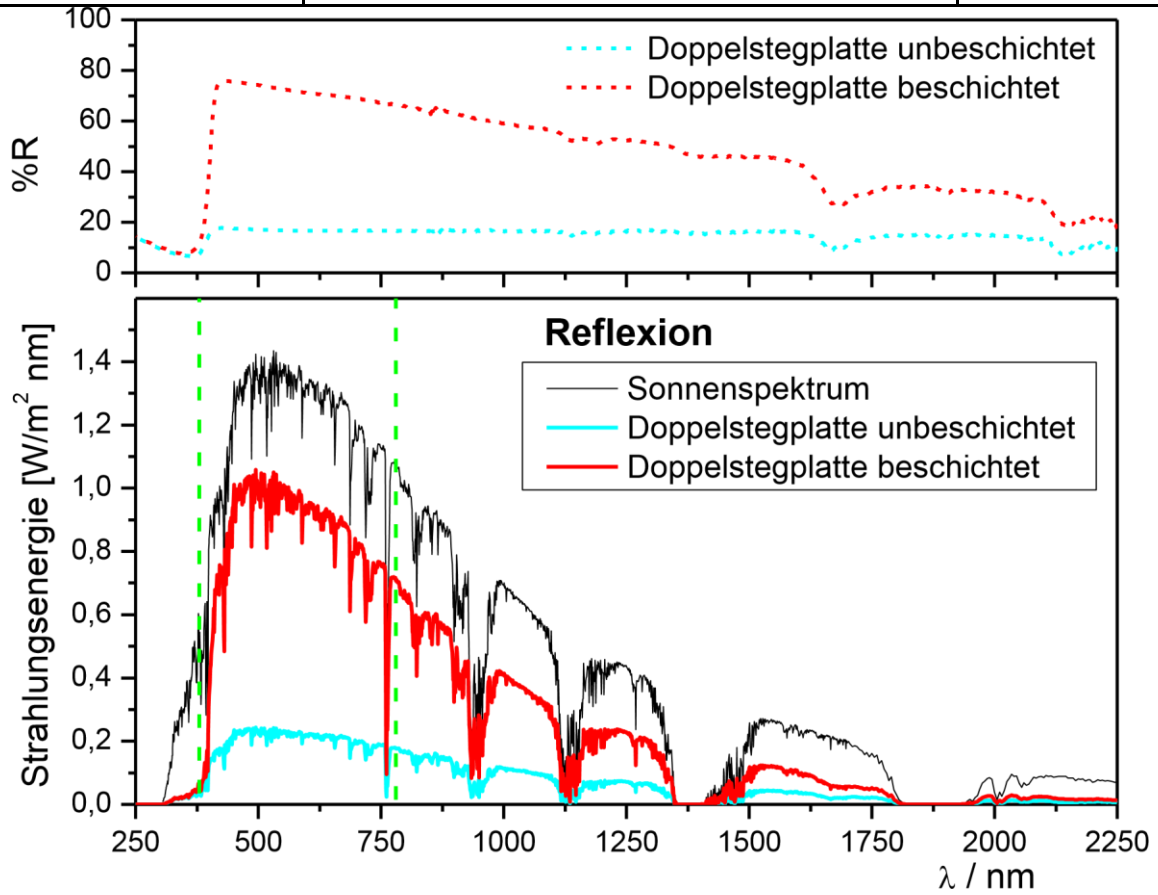 100
80
60
40
20
0
%R
Doppelstegplatte unbeschichtet
Doppelstegplatte beschichtet
Reflexion
Sonnenspektrum
Doppelstegplatte unbeschichtet
Doppelstegplatte beschichtet
Strahlungsenergie [W/m² nm]
1,4
1,2
1,0
0,8
0,6
0,4
0,2
0,0
250 500 750 1000 1250 1500 1750 2000 2250
λ / nm